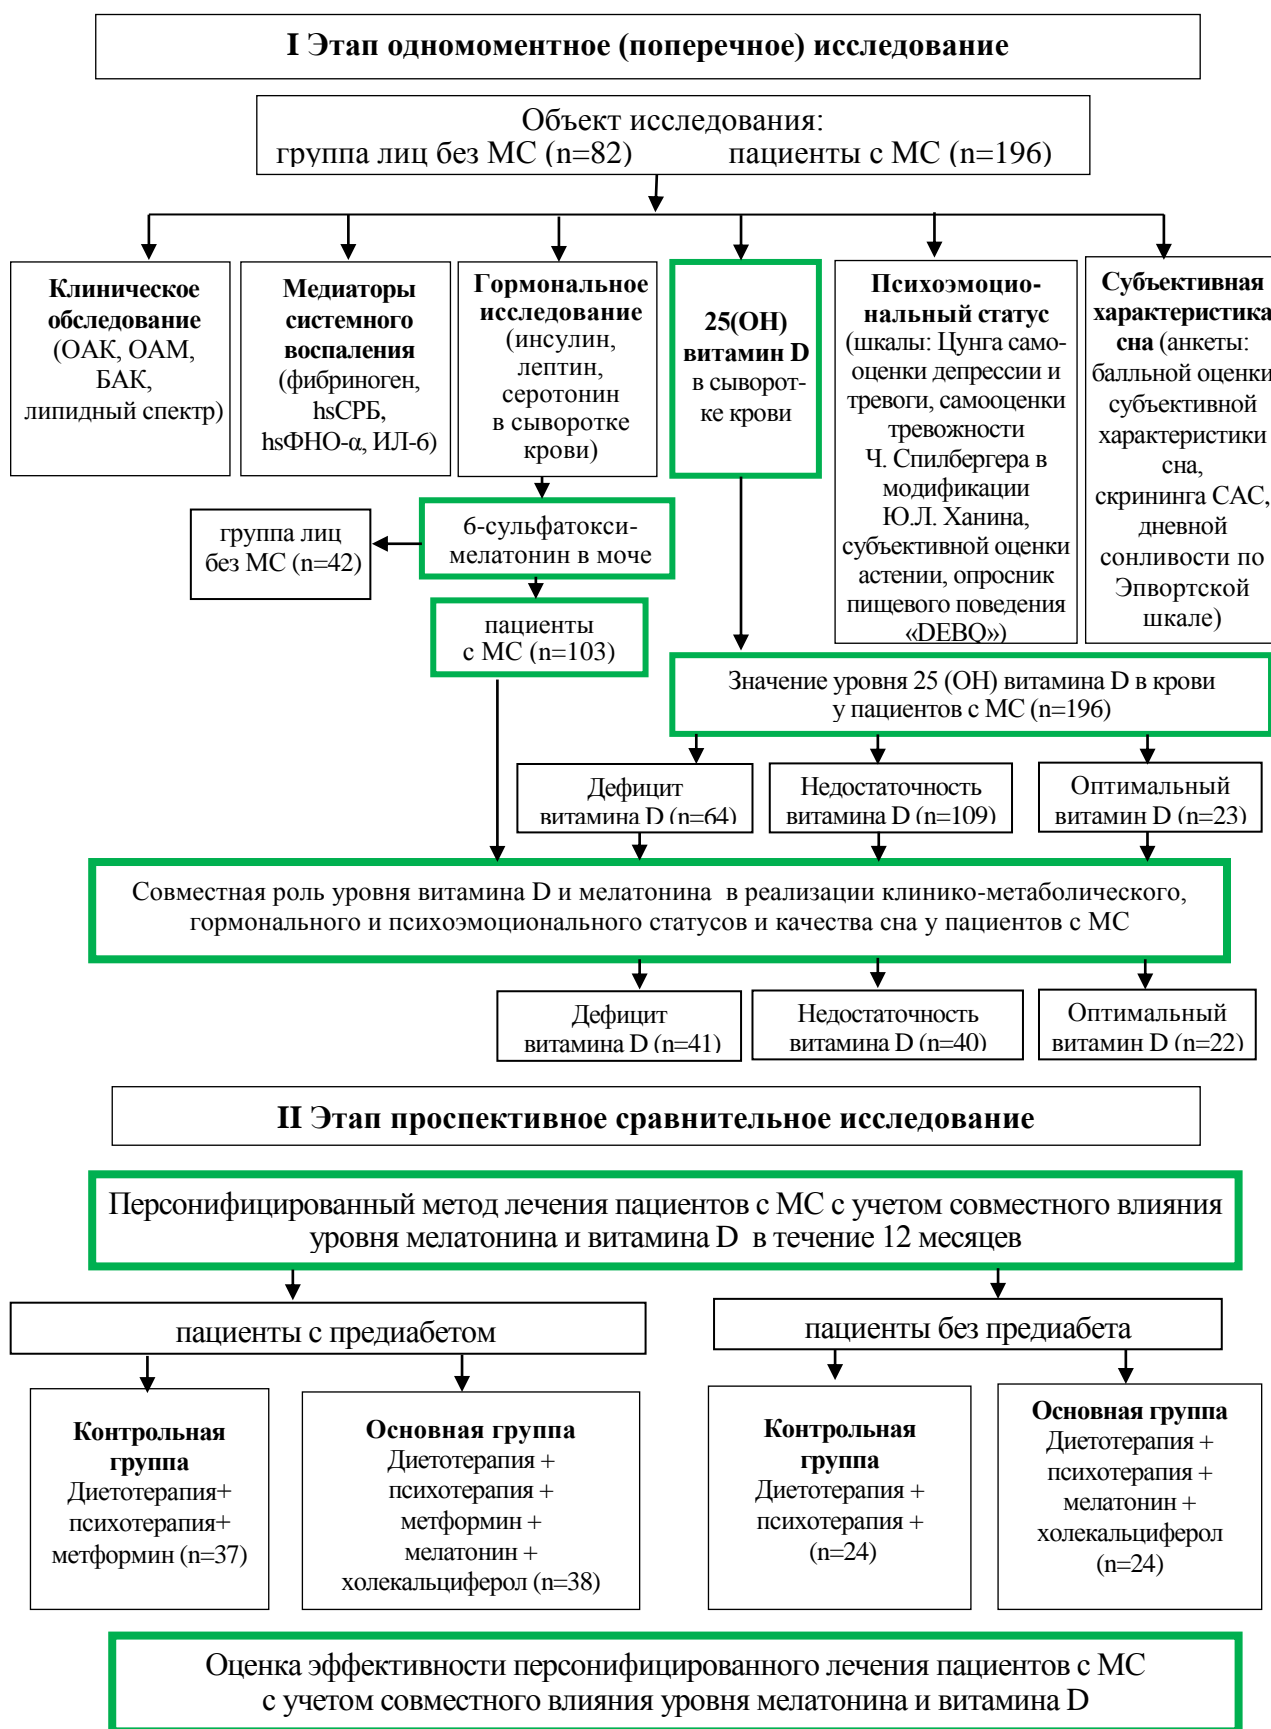 I Этап одномоментное (поперечное) исследование
Объект исследования:
группа лиц без МС (n=82) пациенты с МС (n=196)
Клиническое
обследование
(ОАК, ОАМ,
БАК,
липидный спектр)
Медиаторы
системного
воспаления
(фибриноген,
hsСРБ,
hsФНО-α, ИЛ-6)
Гормональное
исследование
(инсулин,
лептин,
серотонин
в сыворотке
крови)
25(ОН)
витамин D
в сыворот-
ке крови
Психоэмоцио-
нальный статус
(шкалы: Цунга само-
оценки депрессии и
тревоги, самооценки
тревожности
Ч. Спилбергера в
модификации
Ю.Л. Ханина,
субъективной оценки
астении, опросник
пищевого поведения
«DEBQ»)
Субъективная
характеристика
сна (анкеты:
балльной оценки
субъективной
характеристики
сна,
скрининга САС,
дневной
сонливости по
Эпвортской
шкале)
группа лиц
без МС (n=42)
6-сульфатокси-
мелатонин в моче
пациенты
с МС (n=103)
Значение уровня 25 (ОН) витамина D в крови
у пациентов с МС (n=196)
Дефицит
витамина D (n=64)
Недостаточность
витамина D (n=109)
Оптимальный
витамин D (n=23)
Совместная роль уровня витамина D и мелатонина в реализации клинико-метаболического,
гормонального и психоэмоционального статусов и качества сна у пациентов с МС
Дефицит
витамина D (n=41)
Недостаточность
витамина D (n=40)
Оптимальный
витамин D (n=22)
II Этап проспективное сравнительное исследование
Персонифицированный метод лечения пациентов с МС с учетом совместного влияния
уровня мелатонина и витамина D в течение 12 месяцев
пациенты с предиабетом
пациенты без предиабета
Контрольная
группа
Диетотерапия+
психотерапия+
метформин (n=37)
Основная группа
Диетотерапия +
психотерапия +
метформин +
мелатонин +
холекальциферол (n=38)
Контрольная
группа
Диетотерапия +
психотерапия +
(n=24)
Основная группа
Диетотерапия +
психотерапия +
мелатонин +
холекальциферол
(n=24)
Оценка эффективности персонифицированного лечения пациентов с МС
с учетом совместного влияния уровня мелатонина и витамина D